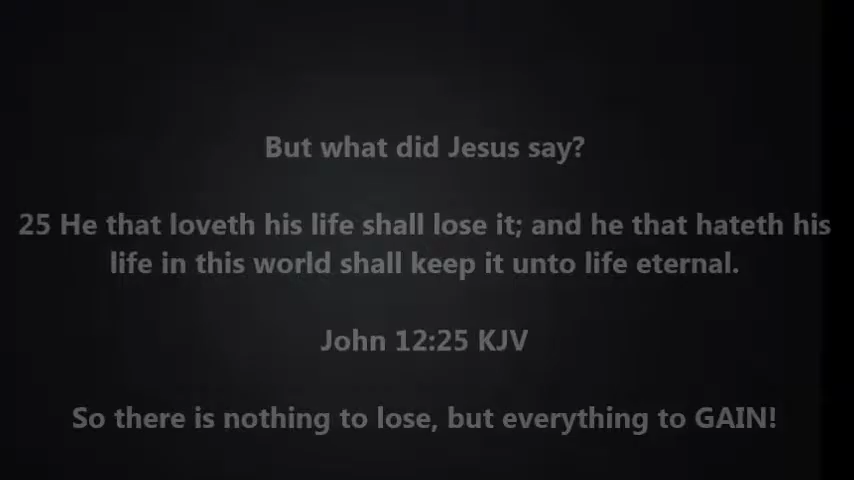 But what did Jesus say?
25 He that loveth his life shall lose it; and he that hateth his
life in this world shall keep it unto life eternal.
John 12:25 KJV
So there is nothing to lose, but everything to GAIN!